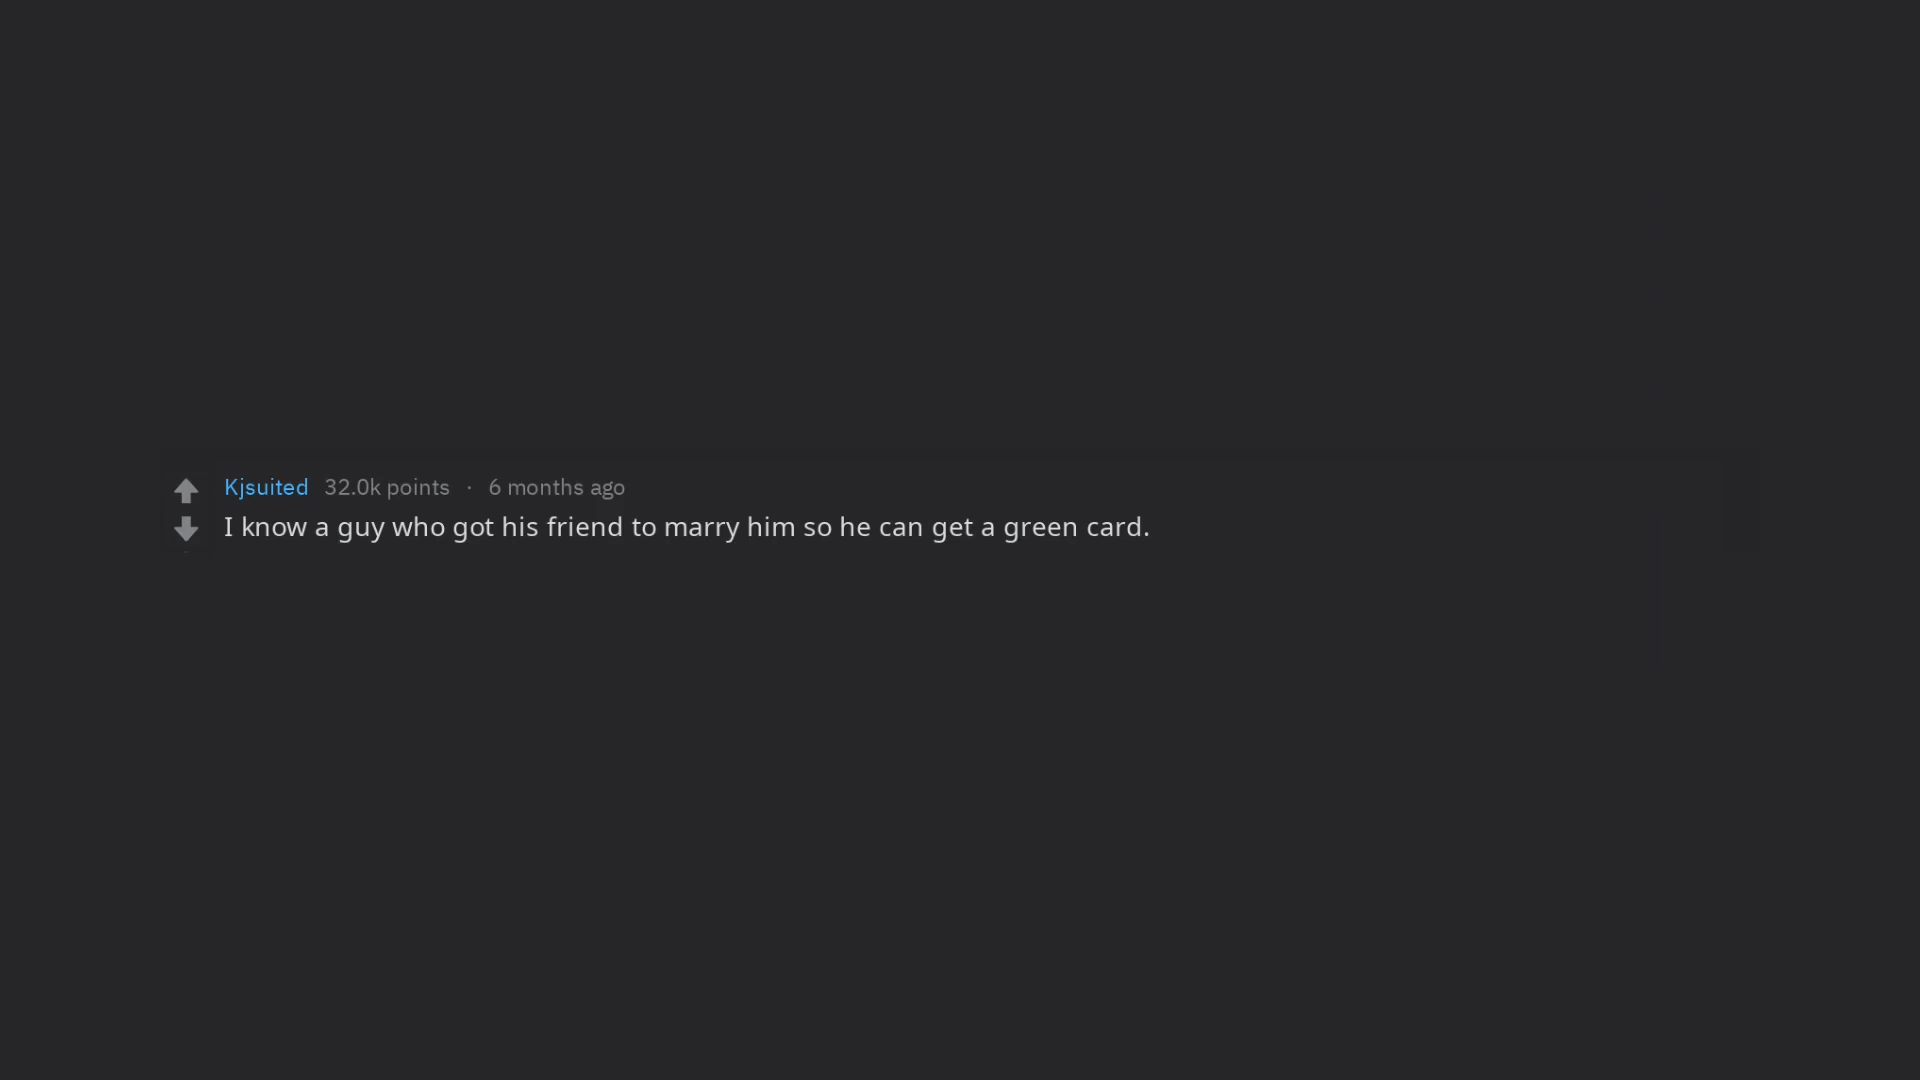 Kjsuited 32.0k points · 6 months ago
I know a guy who got his friend to marry him so he can get a green card.